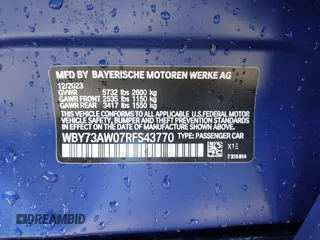 MFD BY BAYERISCHE MOTOREN WERKE AG
12/2023
GVWR 5732 lbs 2600 kg
GAWR FRONT 2535 lbs 1150 kg
GAWR REAR 3417 lbs 1550 kg
THIS VEHICLE CONFORMS TO ALL APPLICABLE
U.S. FEDERAL MOTOR VEHICLE SAFETY, BUMPER,
AND THEFT PREVENTION STANDARDS IN EFFECT
ON THE DATE OF MANUFACTURE SHOWN ABOVE.
WBY73AW07RFS43770
TYPE: PASSENGER CAR
X1E
7315814
DREAMBID